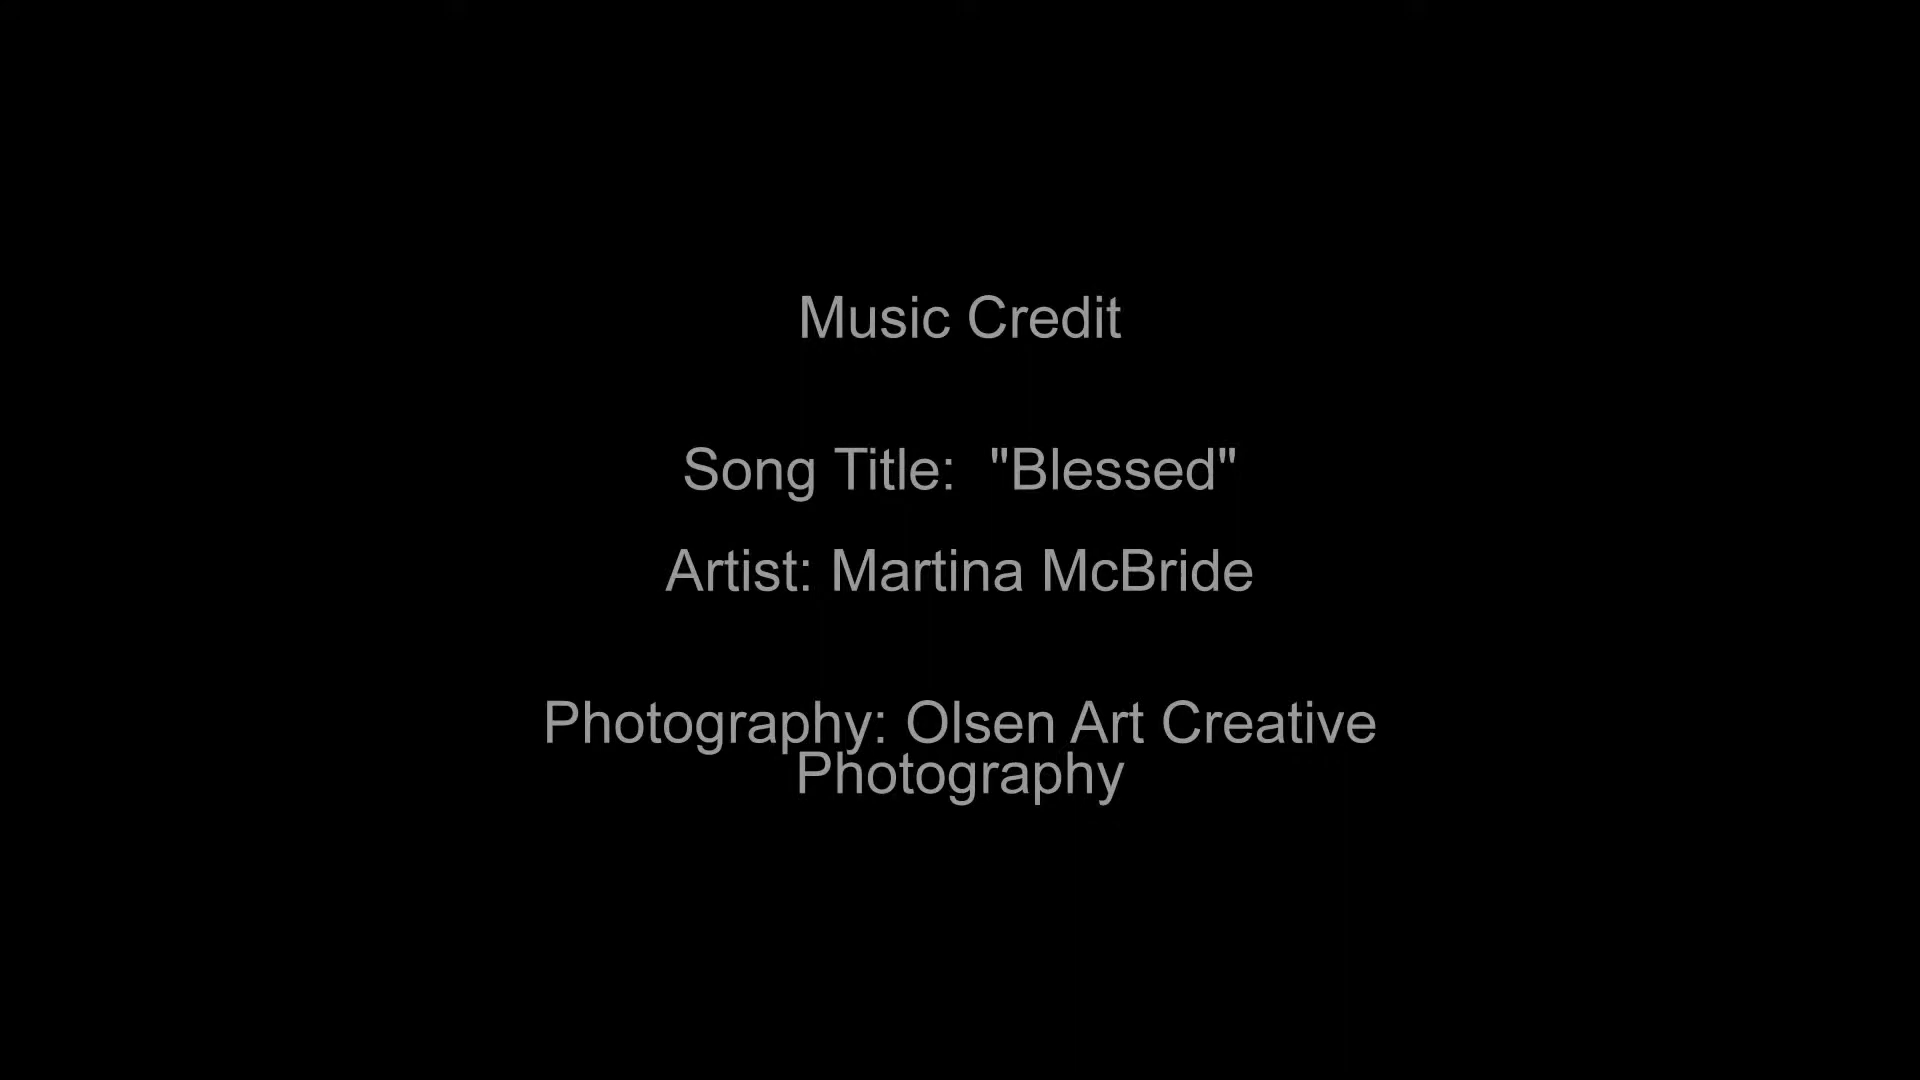 Music Credit
Song Title:  "Blessed"
Artist: Martina McBride
Photography: Olsen Art Creative
Photography